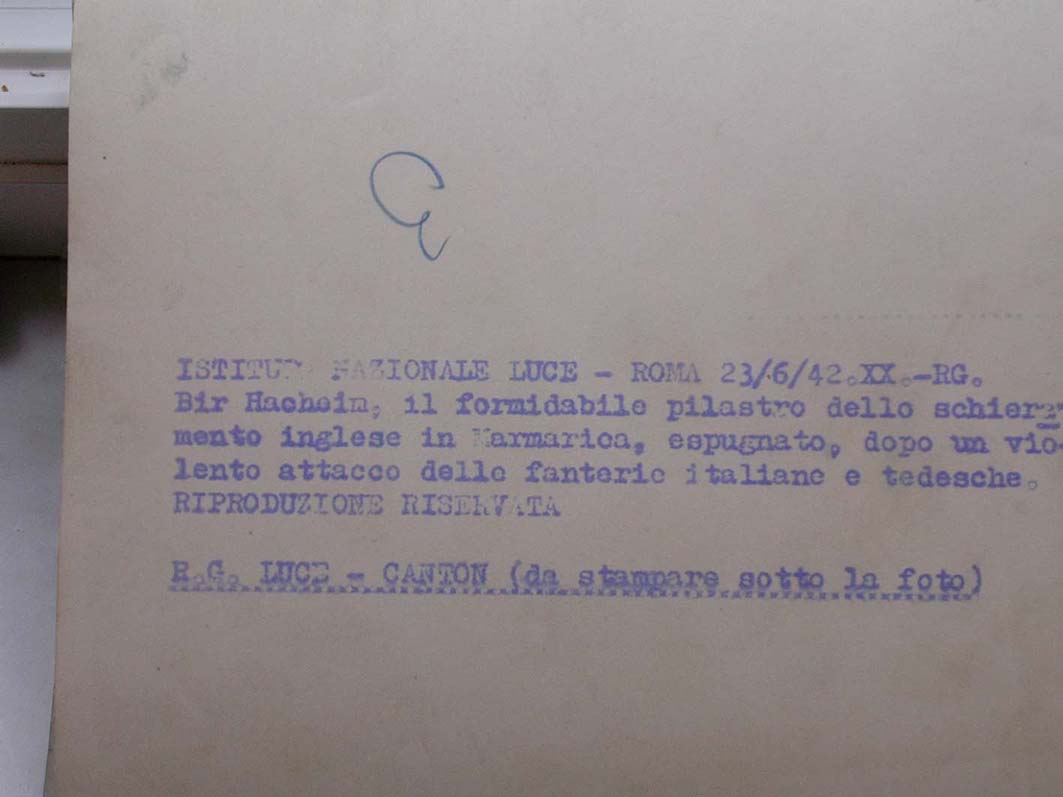 ISTITUTO NAZIONALE LUCE - ROMA 23/6/42.XX.-RG.
Bir Hacheim, il formidabile pilastro dello schiera
mento inglese in Marmarica, espugnato, dopo un vio-
lento attacco delle fanterie italiane e tedesche.
RIPRODUZIONE RISERVATA
R.G. LUCE - CANTON (da stampare sotto la foto)